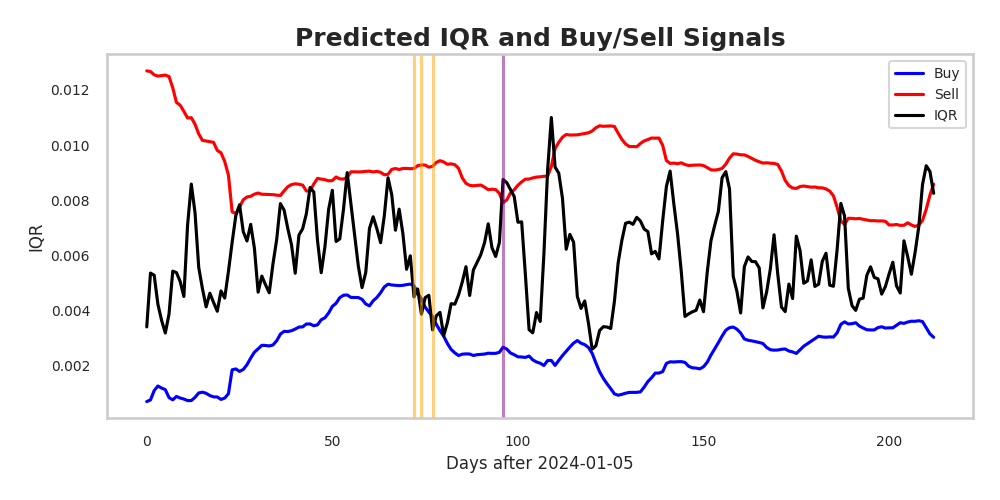 Predicted IQR and Buy/Sell Signals
Buy
Sell
IQR
0.012
0.010
0.008
0.006
0.004
0.002
IQR
0
50
100
150
200
Days after 2024-01-05